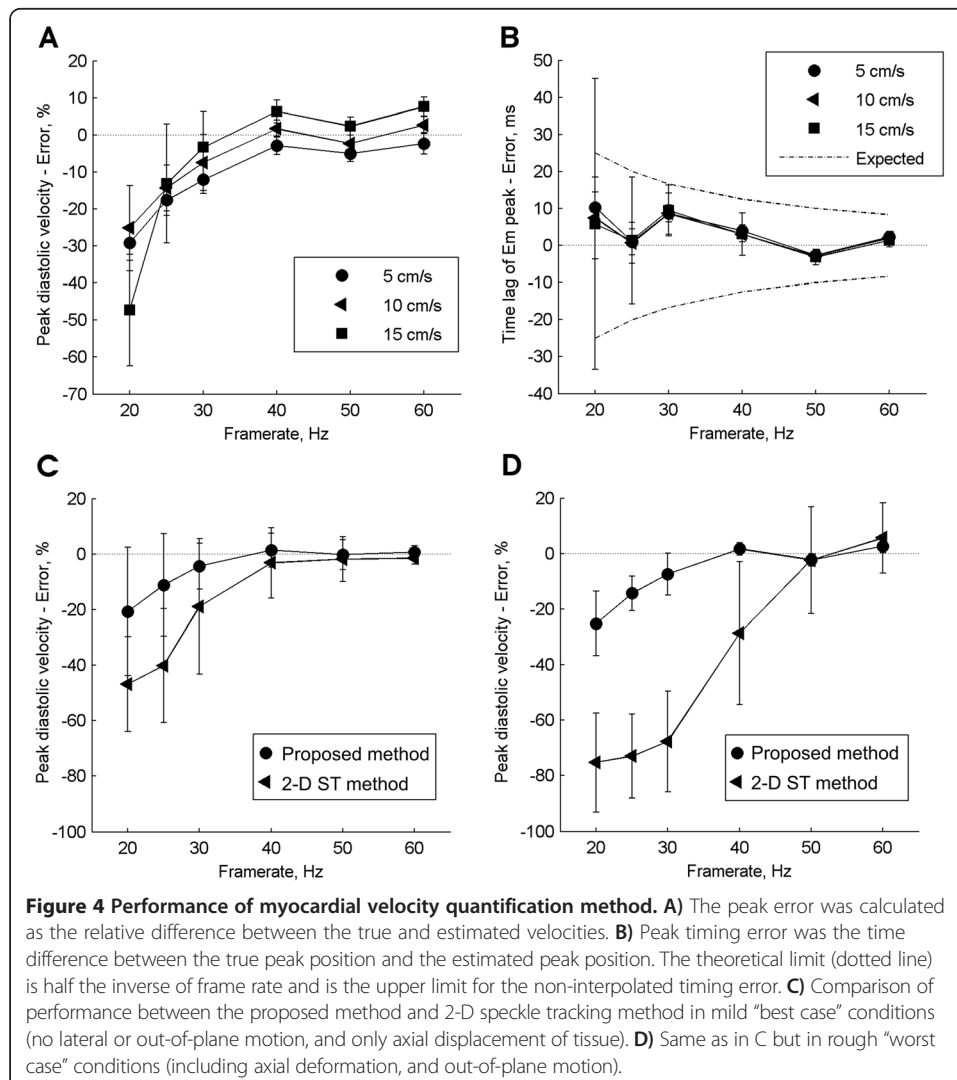 A
Peak diastolic velocity - Error, %
20
10
0
-10
-20
-30
-40
-50
-60
-70
20 30 40 50 60
Framerate, Hz
5 cm/s
10 cm/s
15 cm/s
B
Time lag of Em peak - Error, ms
50
40
30
20
10
0
-10
-20
-30
-40
20 30 40 50 60
Framerate, Hz
5 cm/s
10 cm/s
15 cm/s
Expected
C
Peak diastolic velocity - Error, %
20
0
-20
-40
-60
-80
-100
20 30 40 50 60
Framerate, Hz
Proposed method
2-D ST method
D
Peak diastolic velocity - Error, %
20
0
-20
-40
-60
-80
-100
20 30 40 50 60
Framerate, Hz
Proposed method
2-D ST method
Figure 4 Performance of myocardial velocity quantification method. A) The peak error was calculated
as the relative difference between the true and estimated velocities. B) Peak timing error was the time
difference between the true peak position and the estimated peak position. The theoretical limit (dotted line)
is half the inverse of frame rate and is the upper limit for the non-interpolated timing error. C) Comparison of
performance between the proposed method and 2-D speckle tracking method in mild “best case” conditions
(no lateral or out-of-plane motion, and only axial displacement of tissue). D) Same as in C but in rough “worst
case” conditions (including axial deformation, and out-of-plane motion).